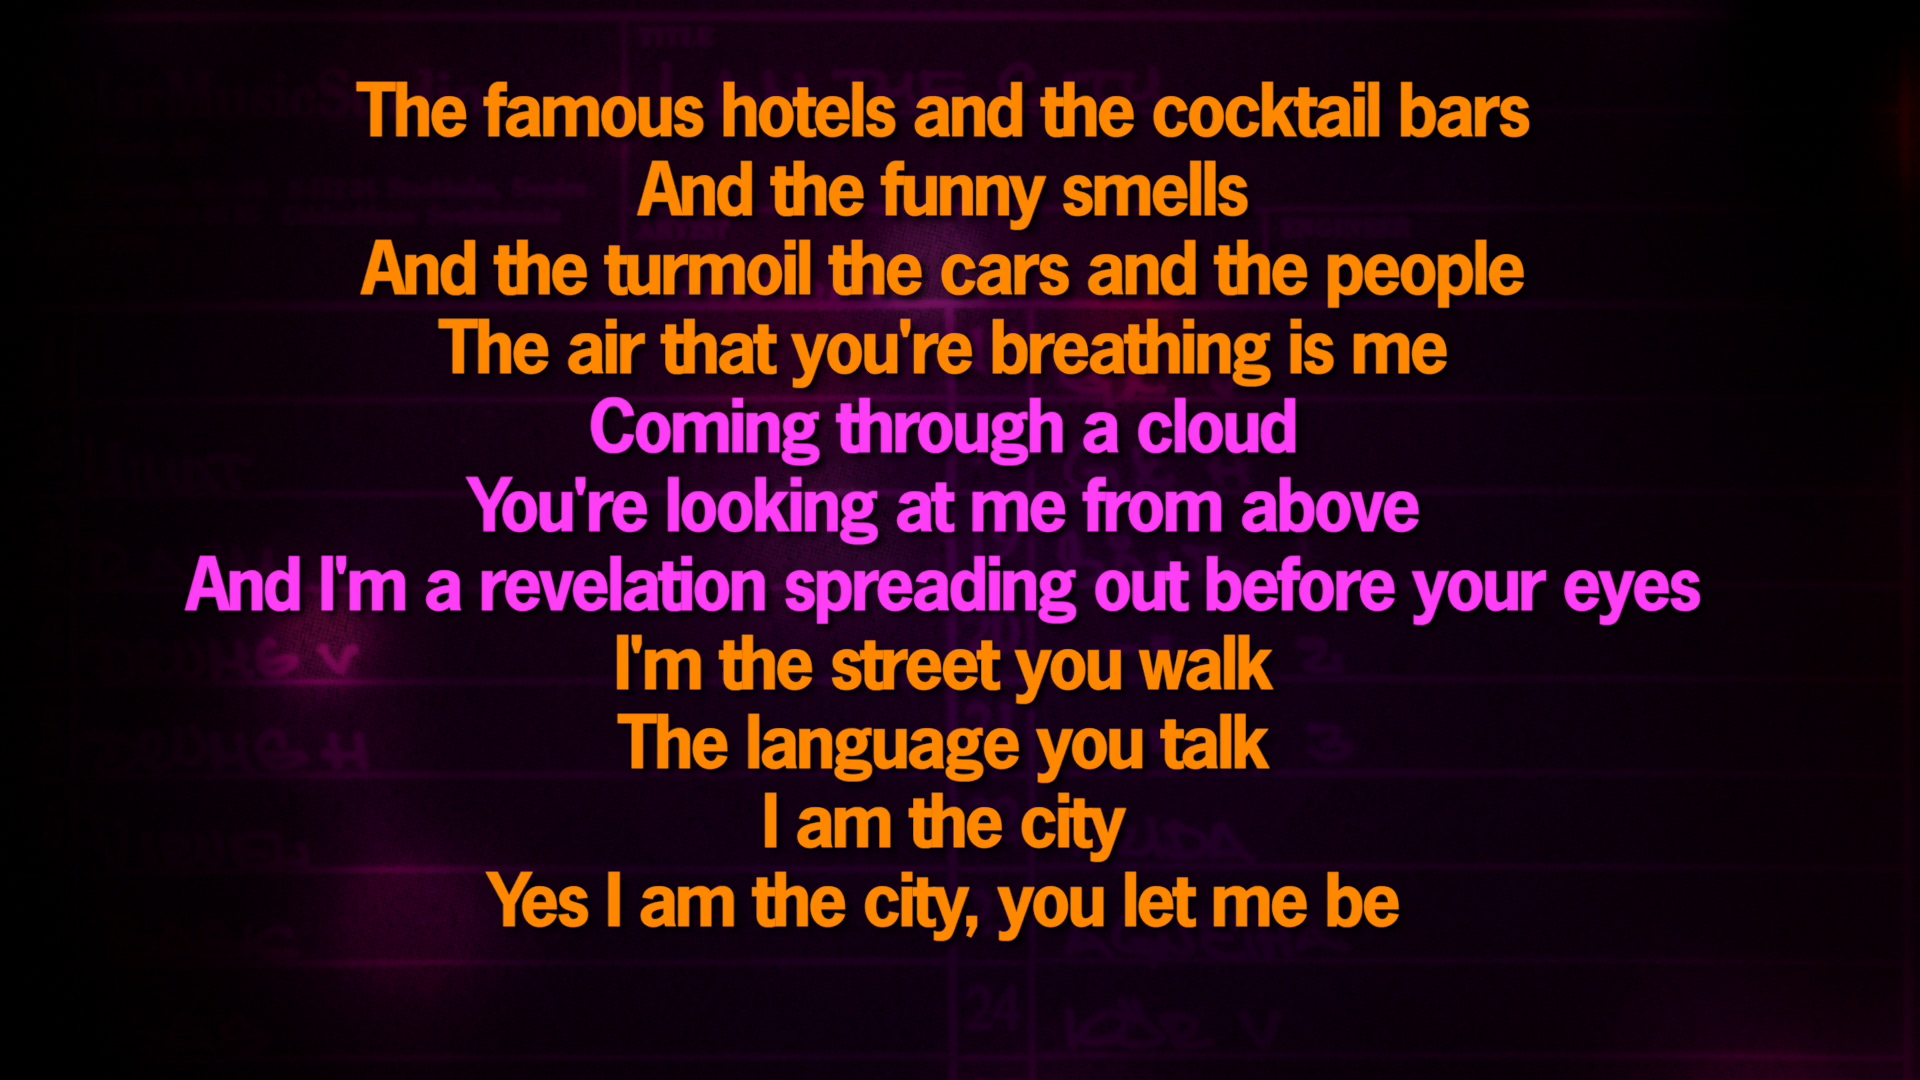 The famous hotels and the cocktail bars
And the funny smells
And the turmoil the cars and the people
The air that you're breathing is me
Coming through a cloud
You're looking at me from above
And I'm a revelation spreading out before your eyes
I'm the street you walk
The language you talk
I am the city
Yes I am the city, you let me be
24